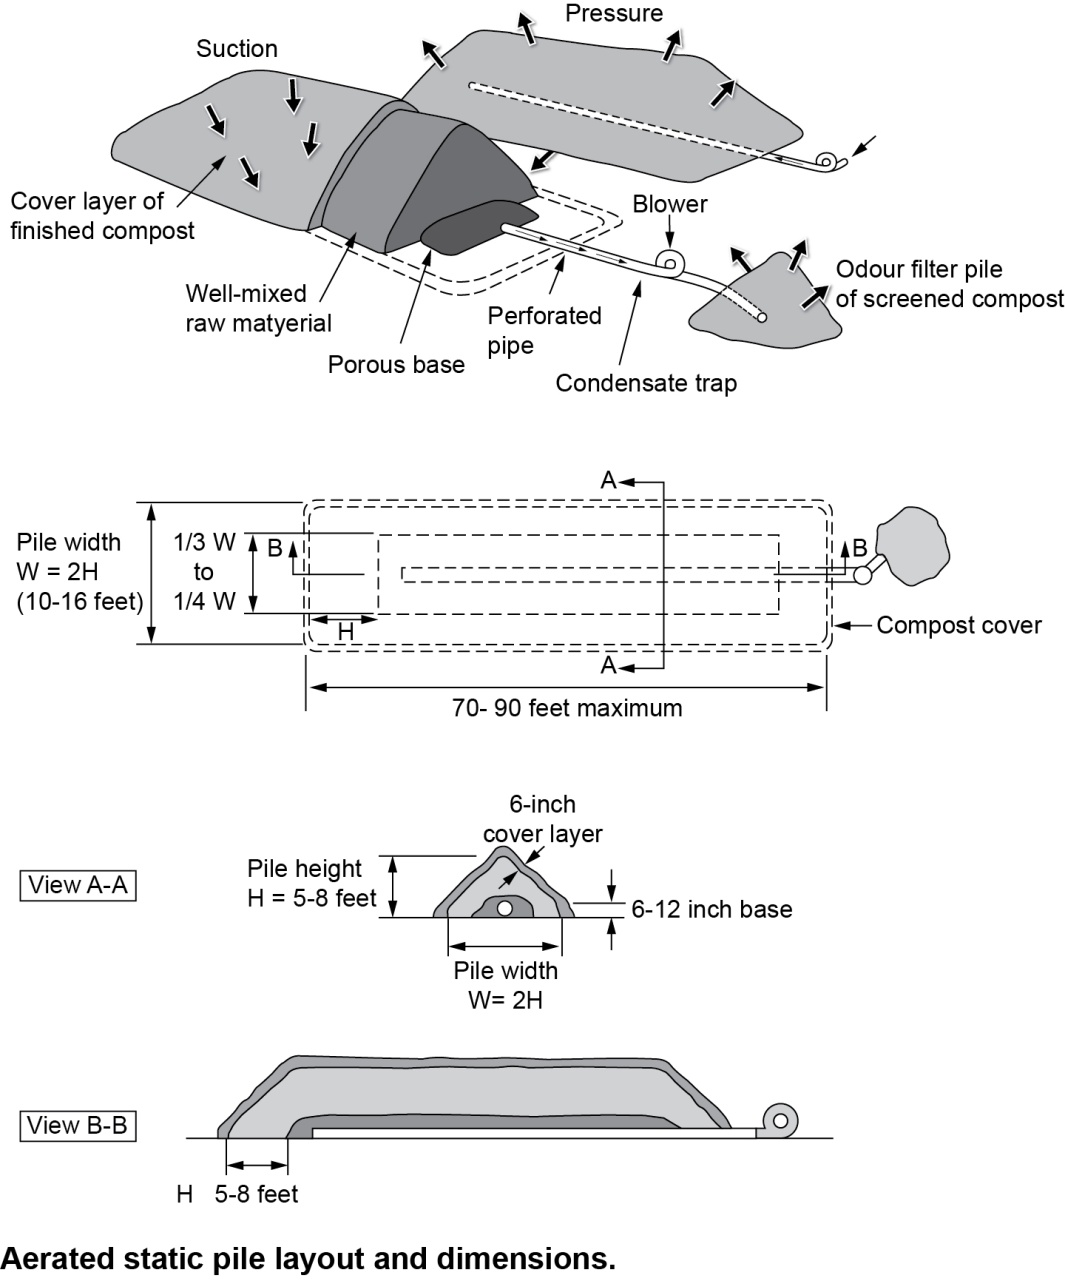 Pressure
Suction
Cover layer of
finished compost
Blower
Well-mixed
raw matyerial
Perforated
pipe
Porous base
Condensate trap
Odour filter pile
of screened compost
A
Pile width
W = 2H
(10-16 feet)
1/3 W
to
1/4 W
B
B
H
Compost cover
A
70- 90 feet maximum
6-inch
cover layer
View A-A
Pile height
H = 5-8 feet
6-12 inch base
Pile width
W= 2H
View B-B
H 5-8 feet
Aerated static pile layout and dimensions.